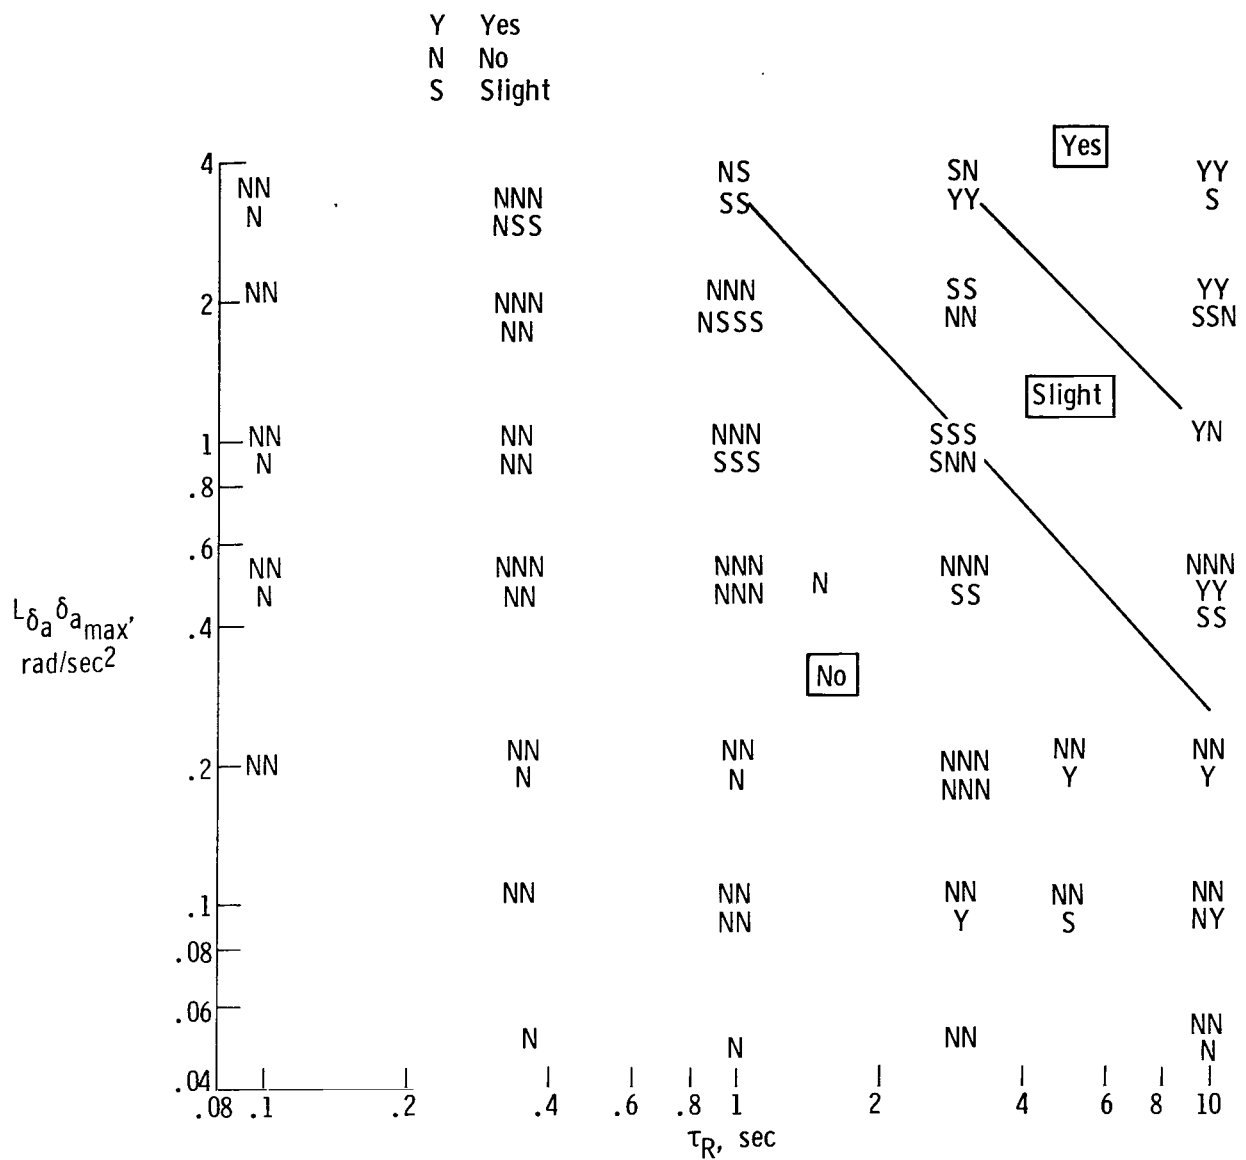 Y Yes
N No
S Slight
Yes
4 NN NNN NS SN YY
N NSS SS YY S
2 NN NNN NNN SS YY
NN NSSS NN SSN
Slight
1 NN NN NNN SSS YN
N NN SSS SNN
.8
.6 NN NNN NNN N NNN NNN
N NN NNN SS YY
SS
Lδaδamax,
rad/sec2
.4
No
.2 NN NN NN NNN NN NN
N N NNN Y Y
.1 NN NN NN NN NN
NN Y S NY
.08
.06 NN
N N NN N
.04
.08 .1 .2 .4 .6 .8 1 2 4 6 8 10
τR, sec